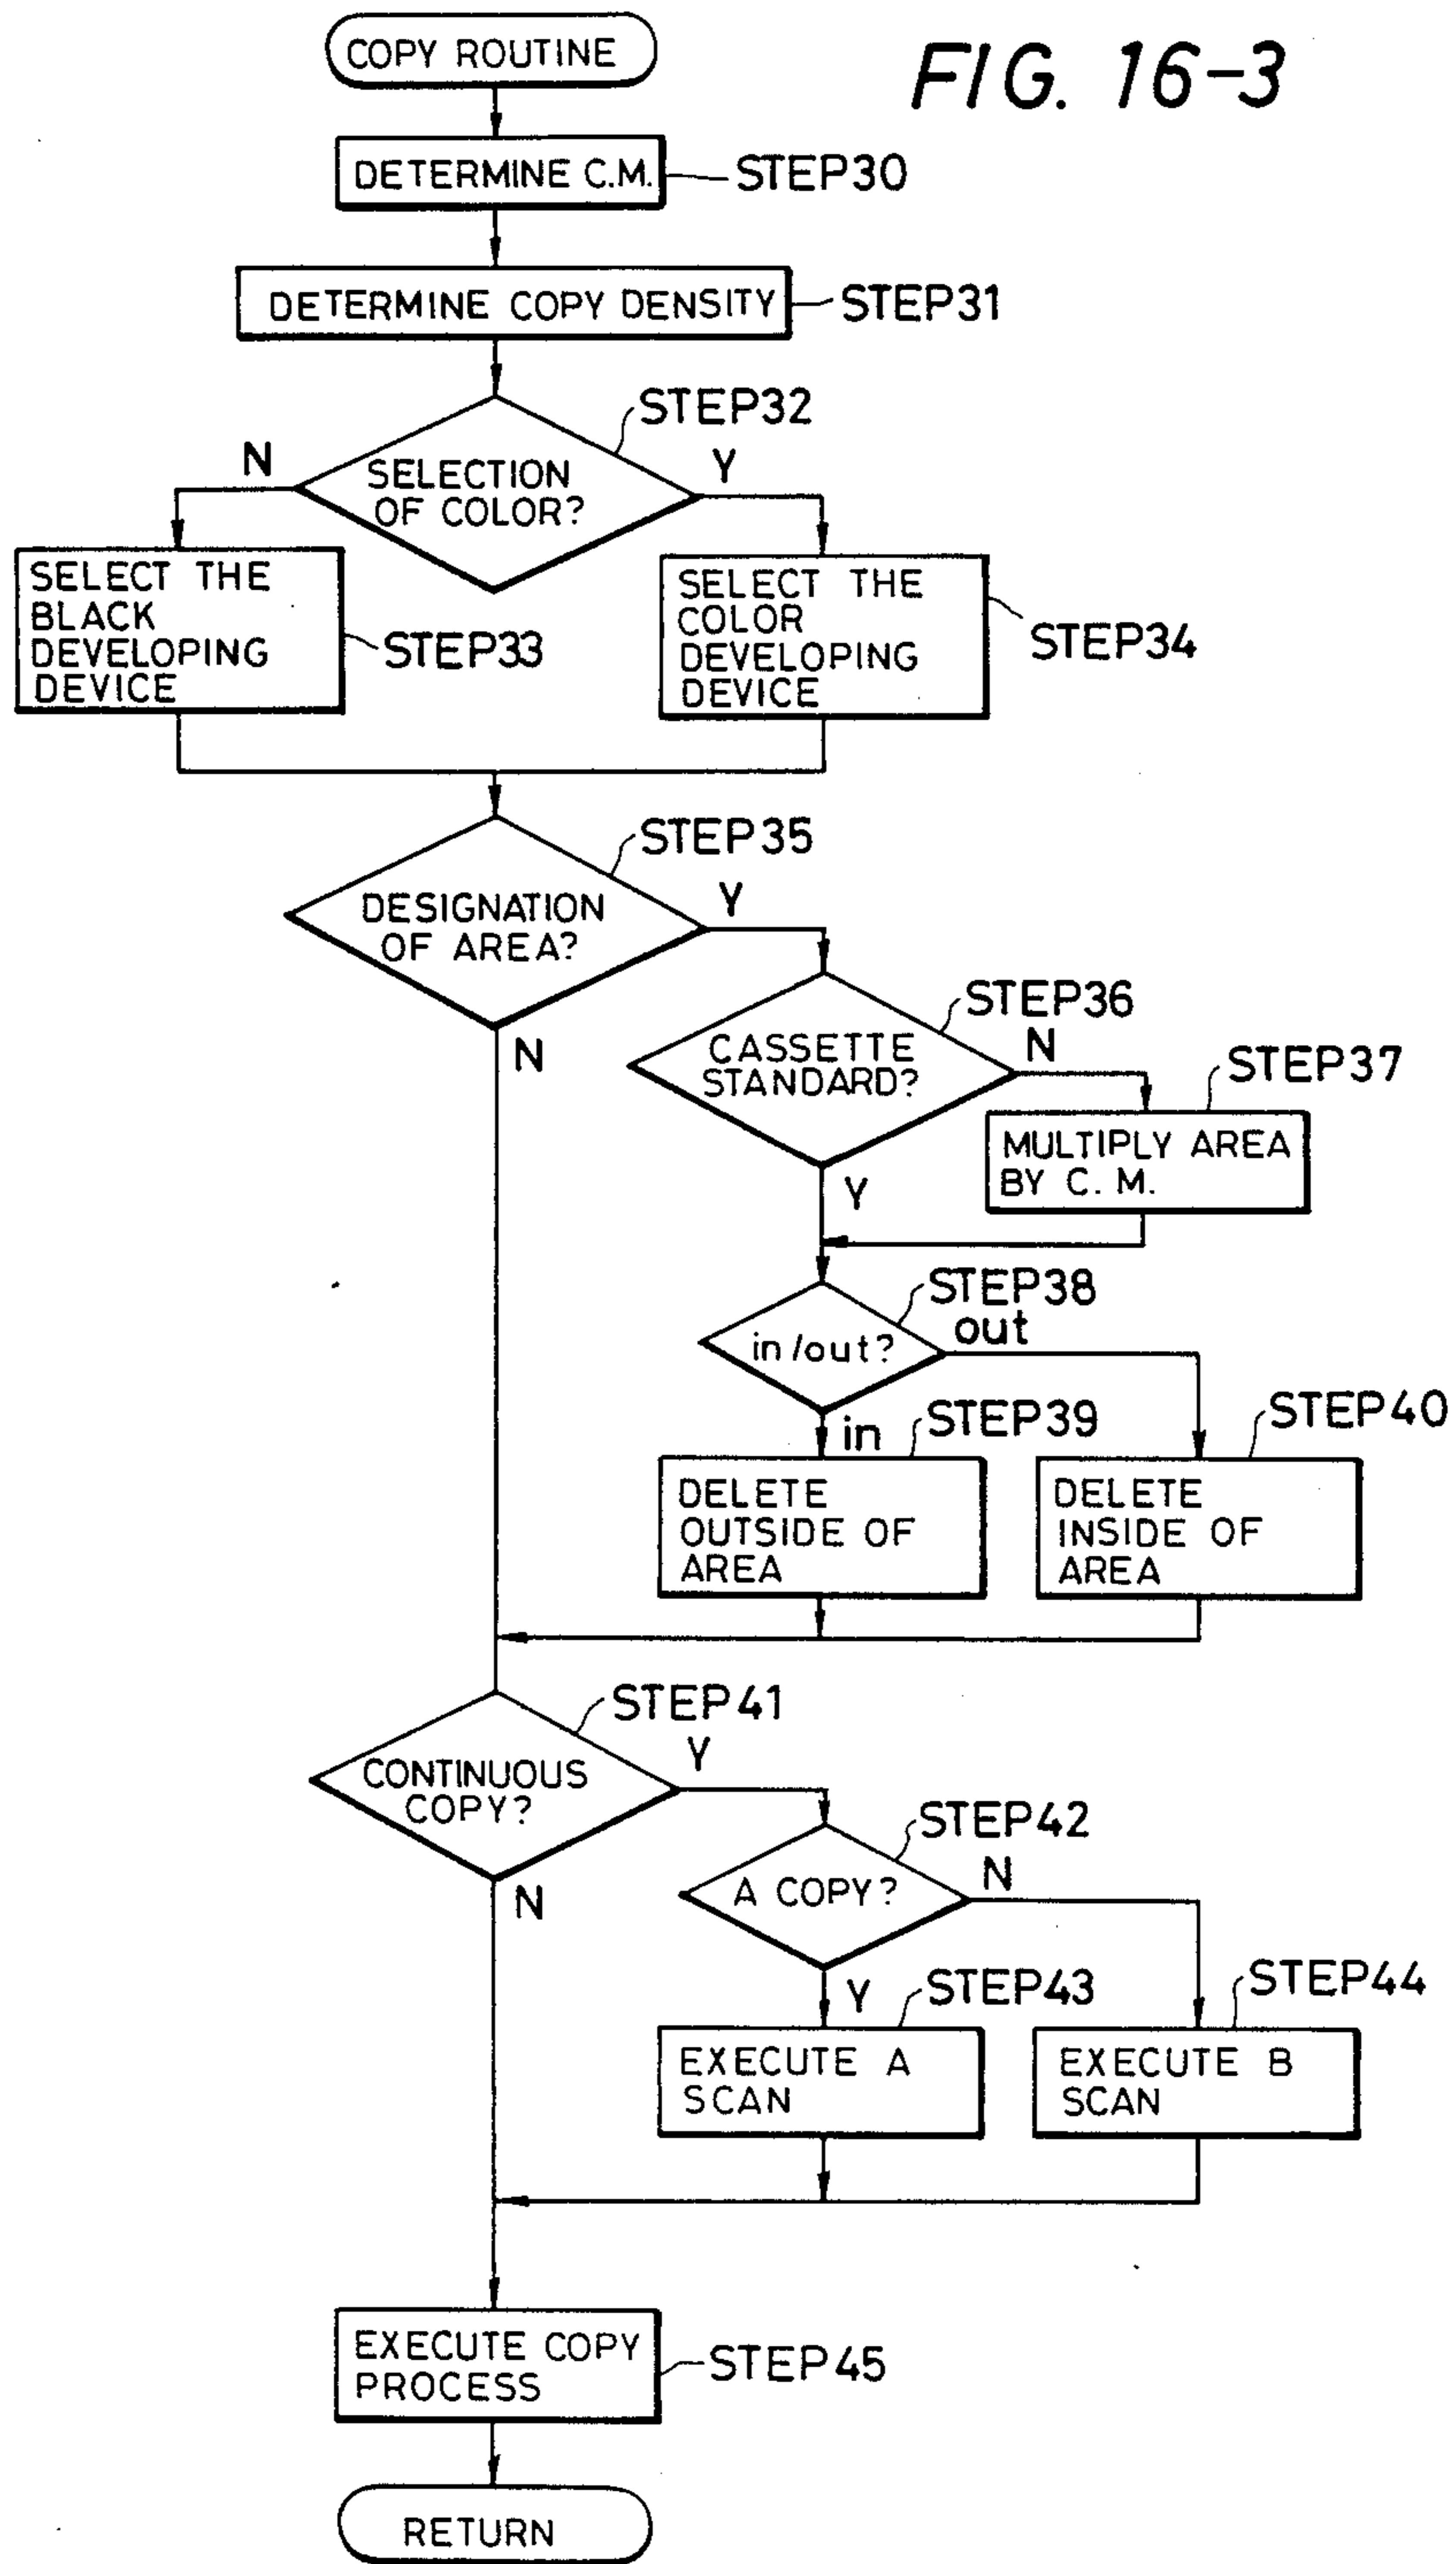 COPY ROUTINE
FIG. 16-3
DETERMINE C.M.
STEP30
DETERMINE COPY DENSITY
STEP31
STEP32
N
SELECTION
OF COLOR?
Y
SELECT THE
BLACK
DEVELOPING
DEVICE
STEP33
SELECT THE
COLOR
DEVELOPING
DEVICE
STEP34
STEP35
DESIGNATION
OF AREA?
Y
N
STEP36
CASSETTE
STANDARD?
N
STEP37
MULTIPLY AREA
BY C. M.
Y
STEP38
in/out?
out
in
STEP39
STEP40
DELETE
OUTSIDE OF
AREA
DELETE
INSIDE OF
AREA
STEP41
CONTINUOUS
COPY?
Y
N
STEP42
A COPY?
N
Y
STEP43
STEP44
EXECUTE A
SCAN
EXECUTE B
SCAN
EXECUTE COPY
PROCESS
STEP45
RETURN